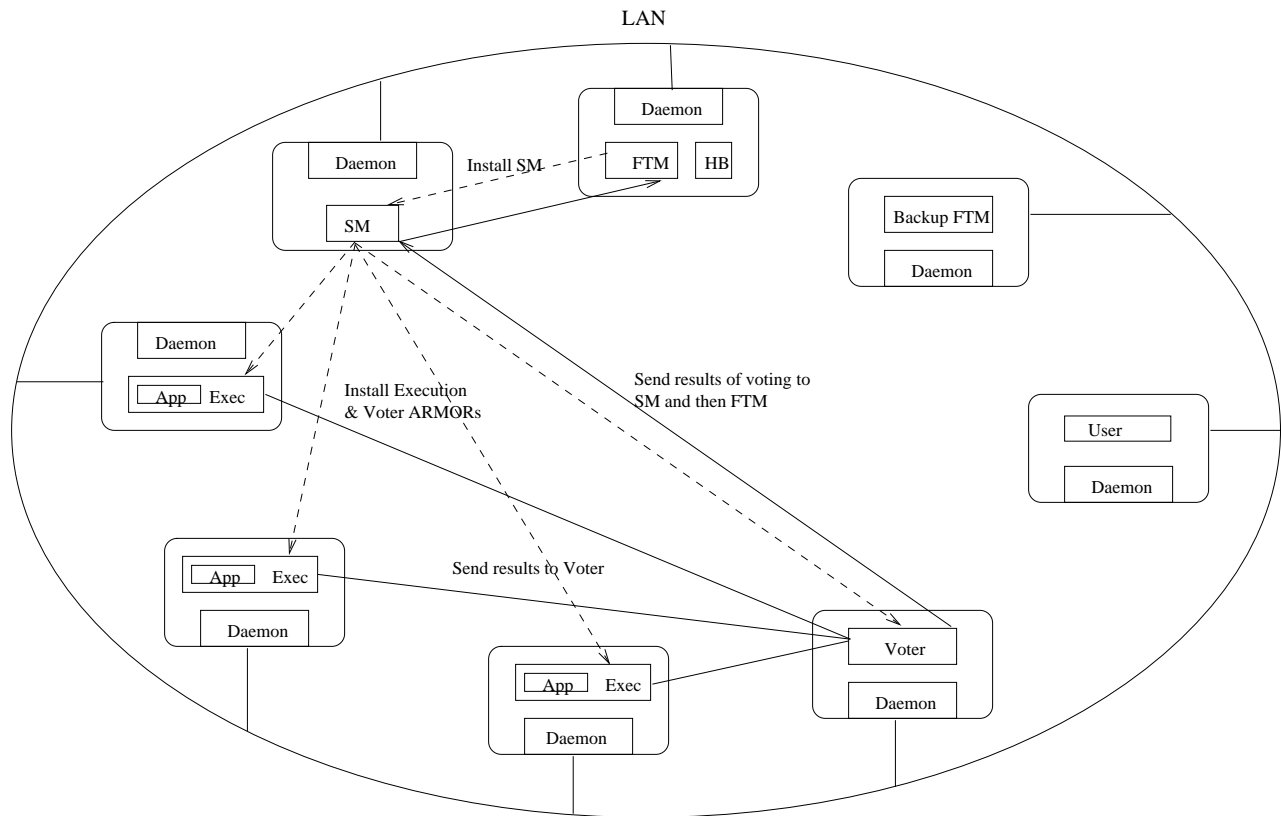 LAN
Daemon
FTM
HB
Daemon
SM
Install SM
Backup FTM
Daemon
Daemon
App
Exec
Install Execution
& Voter ARMORs
Send results of voting to
SM and then FTM
User
Daemon
App
Exec
Daemon
Send results to Voter
App
Exec
Daemon
Voter
Daemon